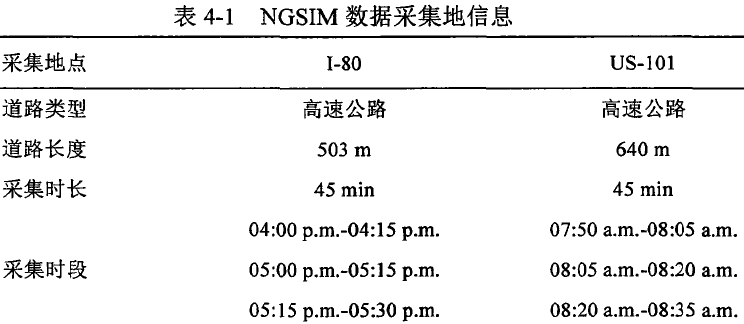 表 4-1 NGSIM 数据采集地信息
采集地点 I-80 US-101
道路类型 高速公路 高速公路
道路长度 503 m 640 m
采集时长 45 min 45 min
04:00 p.m.-04:15 p.m. 07:50 a.m.-08:05 a.m.
采集时段 05:00 p.m.-05:15 p.m. 08:05 a.m.-08:20 a.m.
05:15 p.m.-05:30 p.m. 08:20 a.m.-08:35 a.m.